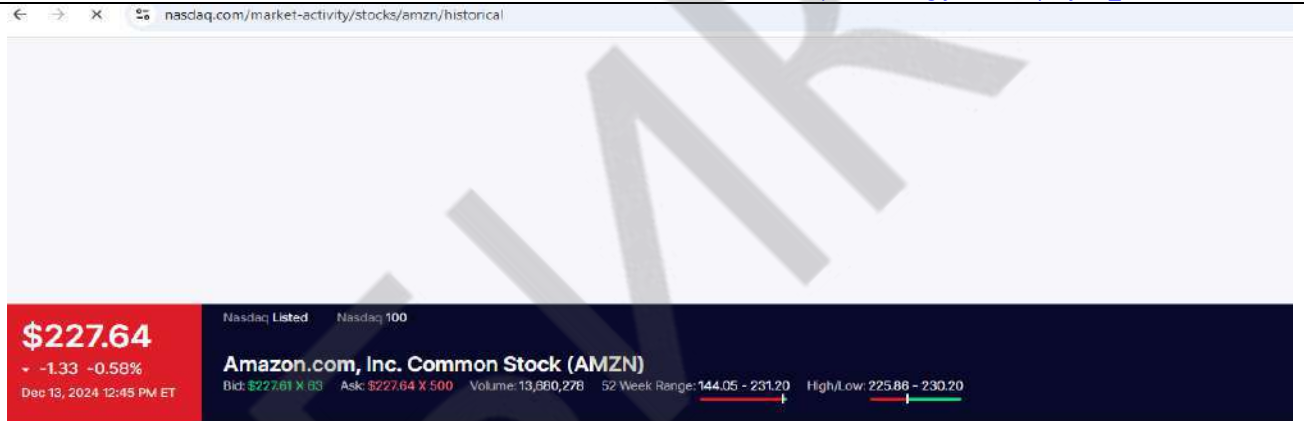 nasdaq.com/market-activity/stocks/amzn/historical
Nasdaq Listed Nasdaq 100
$227.64
-1.33 -0.58%
Dec 13, 2024 12:45 PM ET
Amazon.com, Inc. Common Stock (AMZN)
Bid: $227.61 X 63 Ask: $227.64 X 500 Volume: 13,680,278 52 Week Range: 144.05 - 231.20 High/Low: 225.86 - 230.20